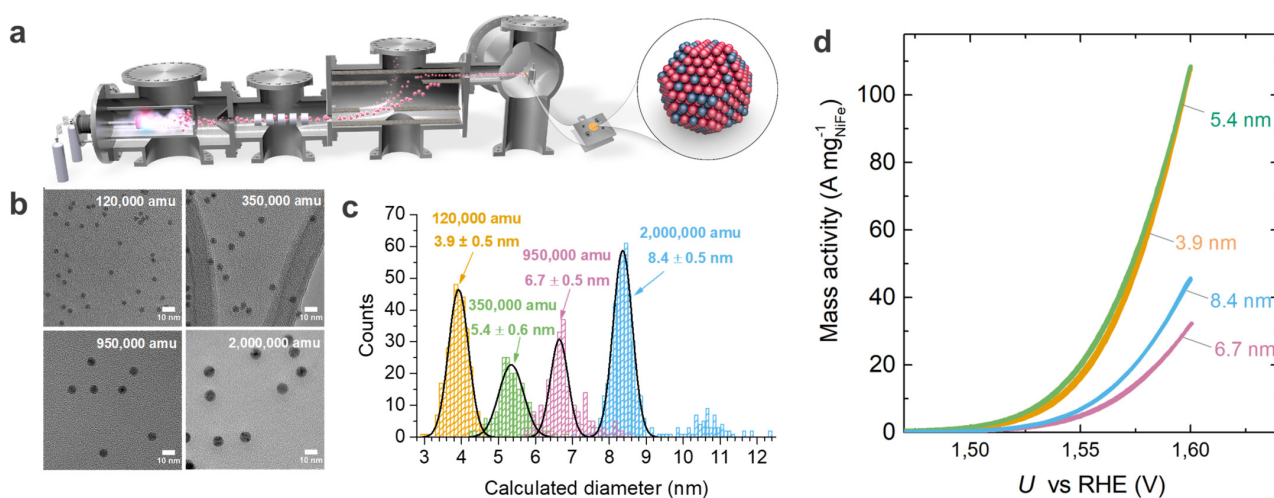 a
b
120,000 amu
10 nm
350,000 amu
10 nm
950,000 amu
10 nm
2,000,000 amu
10 nm
c
70
60
50
40
30
20
10
0
Counts
120,000 amu
3.9 ± 0.5 nm
350,000 amu
5.4 ± 0.6 nm
950,000 amu
6.7 ± 0.5 nm
2,000,000 amu
8.4 ± 0.5 nm
3 4 5 6 7 8 9 10 11 12
Calculated diameter (nm)
d
100
80
60
40
20
0
Mass activity (A mg⁻¹NiFe)
5.4 nm
3.9 nm
8.4 nm
6.7 nm
1,50 1,55 1,60
U vs RHE (V)